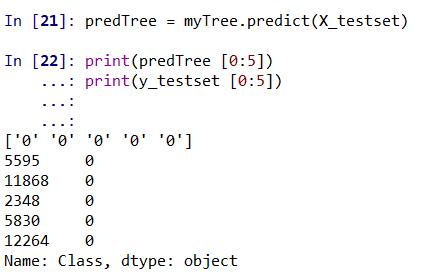 In [21]: predTree = myTree.predict(X_testset)
In [22]: print(predTree [0:5])
...: print(y_testset [0:5])
...:
...:
['0' '0' '0' '0' '0']
5595     0
11868    0
2348     0
5830     0
12264    0
Name: Class, dtype: object